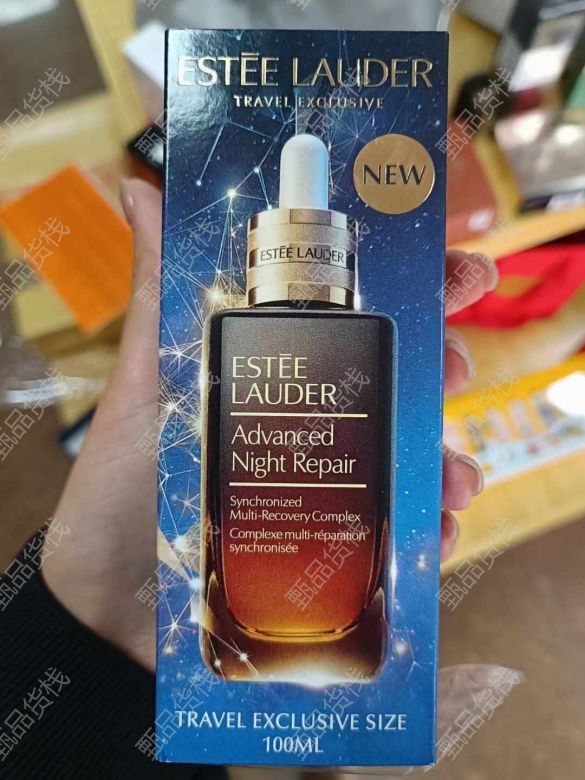 ESTĒE LAUDER
TRAVEL EXCLUSIVE
NEW
ESTĒE LAUDER
ESTĒE
LAUDER
Advanced
Night Repair
Synchronized
Multi-Recovery Complex
Complexe multi-réparation
synchronisée
TRAVEL EXCLUSIVE SIZE
100ML
甄品货栈